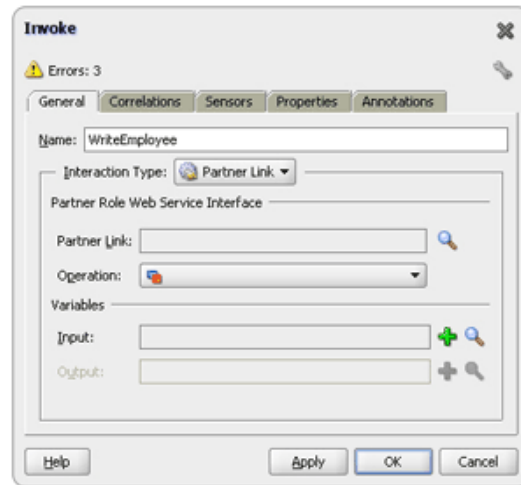 Invoke
Errors: 3
General Correlations Sensors Properties Annotations
Name: WriteEmployee
Interaction Type: Partner Link
Partner Role Web Service Interface
Partner Link:
Operation:
Variables
Input:
Output:
Help Apply OK Cancel